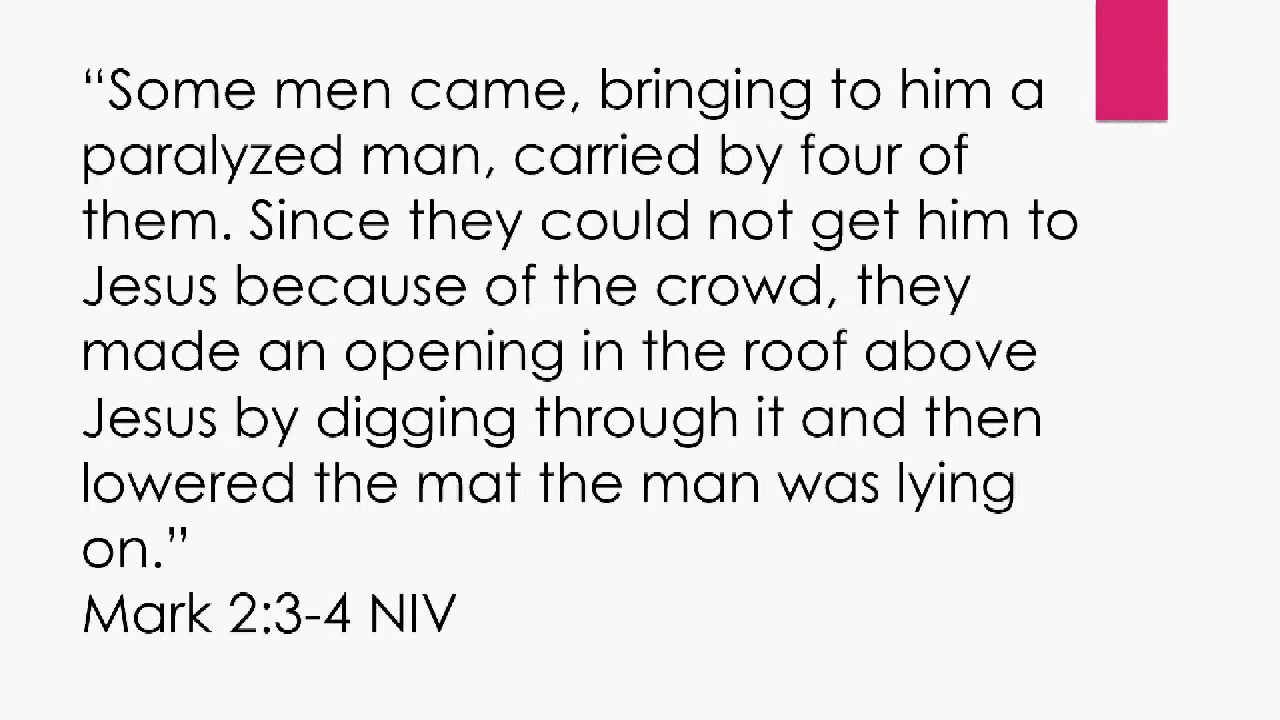 “Some men came, bringing to him a
paralyzed man, carried by four of
them. Since they could not get him to
Jesus because of the crowd, they
made an opening in the roof above
Jesus by digging through it and then
lowered the mat the man was lying
on.”
Mark 2:3-4 NIV